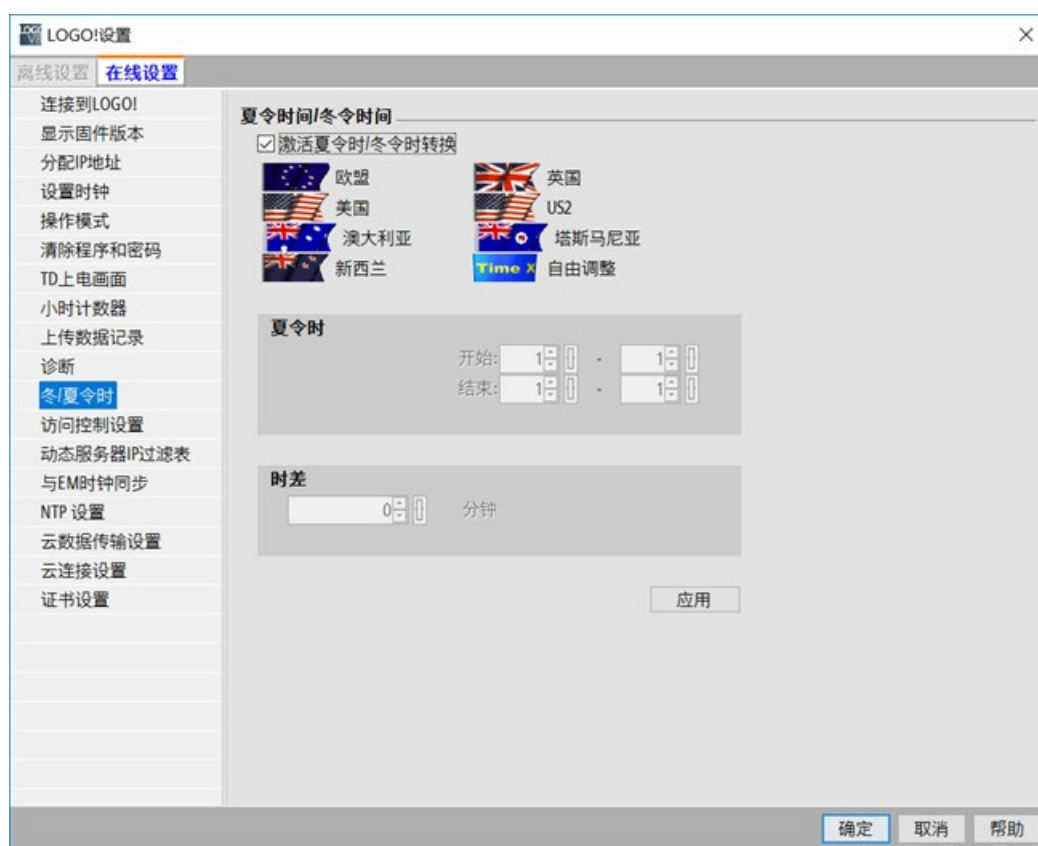 LOGO!设置
离线设置 在线设置
连接到LOGO!
显示固件版本
分配IP地址
设置时钟
操作模式
清除程序和密码
TD上电画面
小时计数器
上传数据记录
诊断
冬/夏令时
访问控制设置
动态服务器IP过滤表
与EM时钟同步
NTP 设置
云数据传输设置
云连接设置
证书设置
夏令时间/冬令时间
激活夏令时/冬令时转换
欧盟 英国
美国 US2
澳大利亚 塔斯马尼亚
新西兰 Time X 自由调整
夏令时
开始: 1 - 1
结束: 1 - 1
时差
0 分钟
应用
确定 取消 帮助